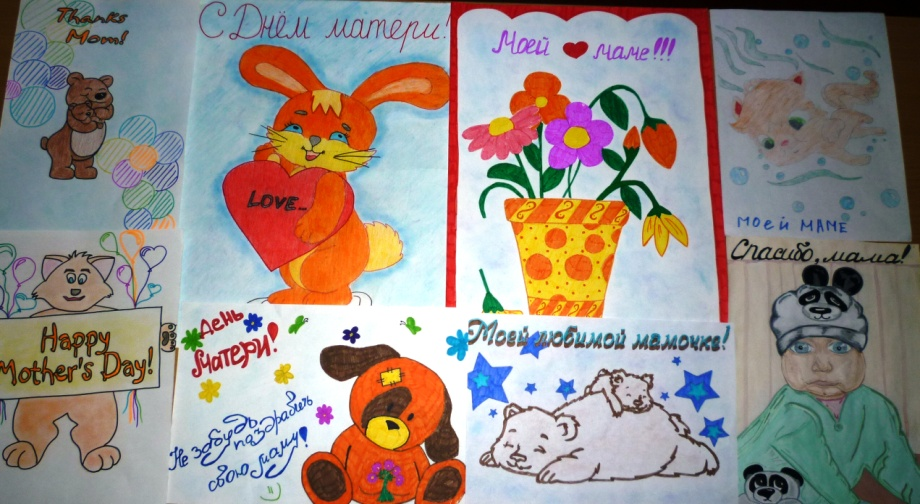 Thanks
Mom!
С Днём матери!
LOVE...
Моей маме!!!
моей МАМЕ
Happy
Mother's Day!
День
Матери!
Не забудь
паздравить
свою маму!
Моей любимой мамочке!
Спасибо, мама!